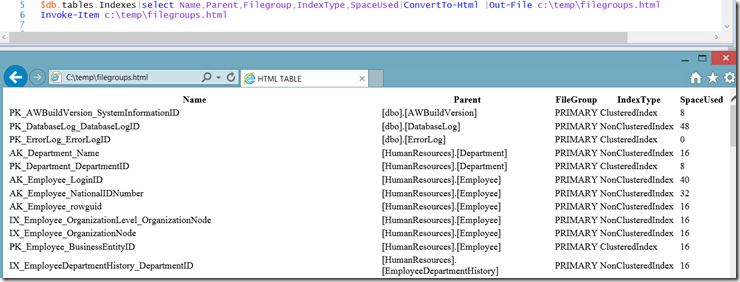 5 $db.tables.Indexes|select Name,Parent,Filegroup,IndexType,SpaceUsed|ConvertTo-Html |Out-File c:\temp\filegroups.html
6 Invoke-Item c:\temp\filegroups.html
7
C:\temp\filegroups.html HTML TABLE
Name Parent FileGroup IndexType SpaceUsed
PK_AWBuildVersion_SystemInformationID [dbo].[AWBuildVersion] PRIMARY ClusteredIndex 8
PK_DatabaseLog_DatabaseLogID [dbo].[DatabaseLog] PRIMARY NonClusteredIndex 48
PK_ErrorLog_ErrorLogID [dbo].[ErrorLog] PRIMARY ClusteredIndex 0
AK_Department_Name [HumanResources].[Department] PRIMARY NonClusteredIndex 16
PK_Department_DepartmentID [HumanResources].[Department] PRIMARY ClusteredIndex 8
AK_Employee_LoginID [HumanResources].[Employee] PRIMARY NonClusteredIndex 40
AK_Employee_NationalIDNumber [HumanResources].[Employee] PRIMARY NonClusteredIndex 32
AK_Employee_rowguid [HumanResources].[Employee] PRIMARY NonClusteredIndex 16
IX_Employee_OrganizationLevel_OrganizationNode [HumanResources].[Employee] PRIMARY NonClusteredIndex 16
IX_Employee_OrganizationNode [HumanResources].[Employee] PRIMARY NonClusteredIndex 16
PK_Employee_BusinessEntityID [HumanResources].[Employee] PRIMARY ClusteredIndex 16
IX_EmployeeDepartmentHistory_DepartmentID [HumanResources].[EmployeeDepartmentHistory] PRIMARY NonClusteredIndex 16